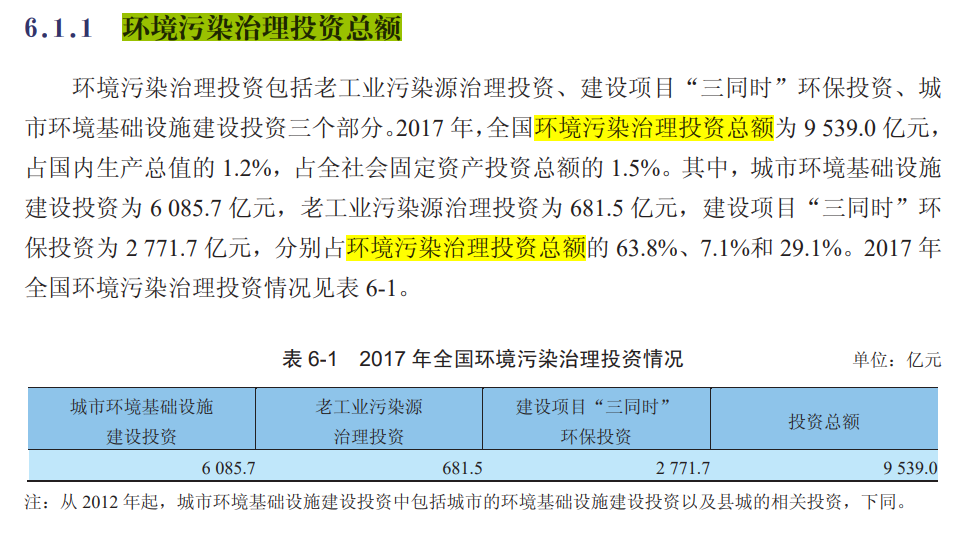 6.1.1 环境污染治理投资总额
环境污染治理投资包括老工业污染源治理投资、建设项目“三同时”环保投资、城
市环境基础设施建设投资三个部分。2017 年，全国环境污染治理投资总额为 9 539.0 亿元，
占国内生产总值的 1.2%，占全社会固定资产投资总额的 1.5%。其中，城市环境基础设施
建设投资为 6 085.7 亿元，老工业污染源治理投资为 681.5 亿元，建设项目“三同时”环
保投资为 2 771.7 亿元，分别占环境污染治理投资总额的 63.8%、7.1%和 29.1%。2017 年
全国环境污染治理投资情况见表 6-1。
表 6-1 2017 年全国环境污染治理投资情况 单位：亿元
城市环境基础设施 老工业污染源 建设项目“三同时” 投资总额
建设投资 治理投资 环保投资
6 085.7 681.5 2 771.7 9 539.0
注：从 2012 年起，城市环境基础设施建设投资中包括城市的环境基础设施建设投资以及县城的相关投资，下同。